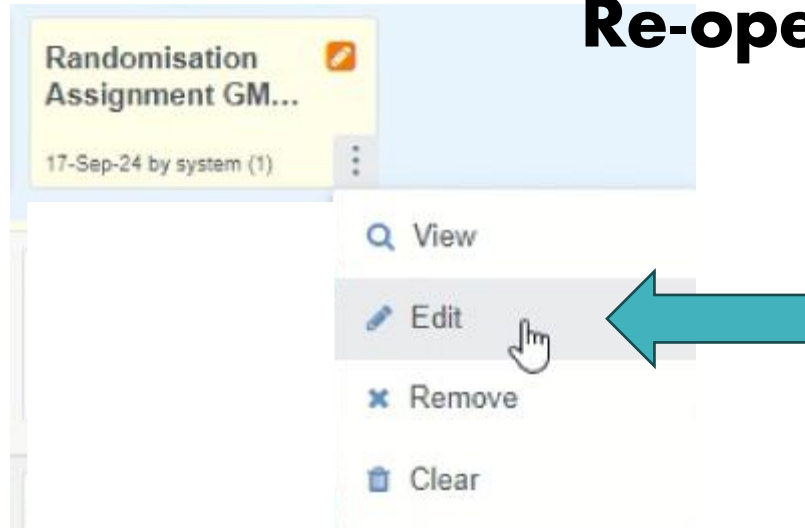 Re-ope
Randomisation
Assignment GM...
17-Sep-24 by system (1)
View
Edit
Remove
Clear